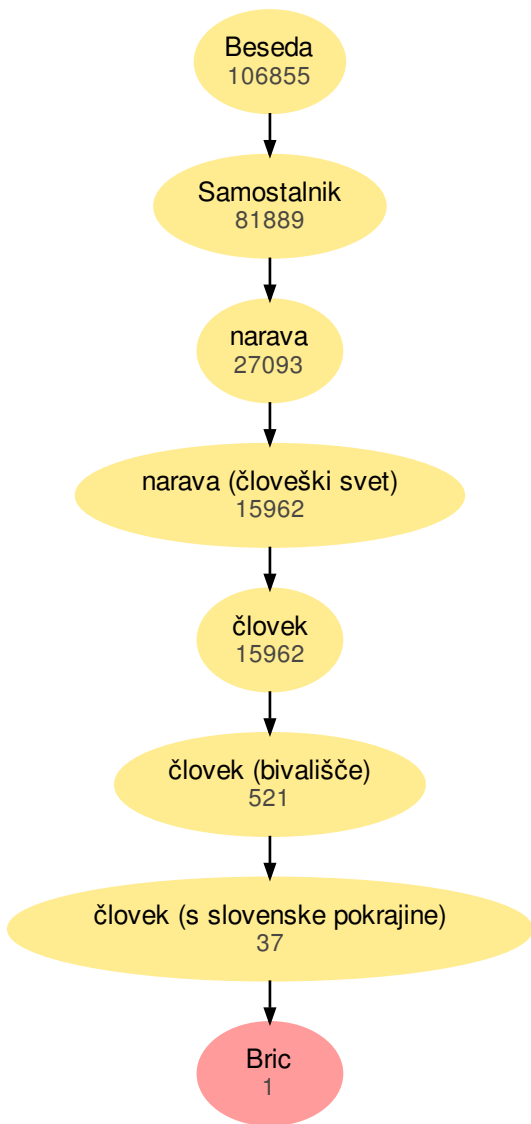 Beseda
106855
Samostalnik
81889
narava
27093
narava (človeški svet)
15962
človek
15962
človek (bivališče)
521
človek (s slovenske pokrajine)
37
Bric
1